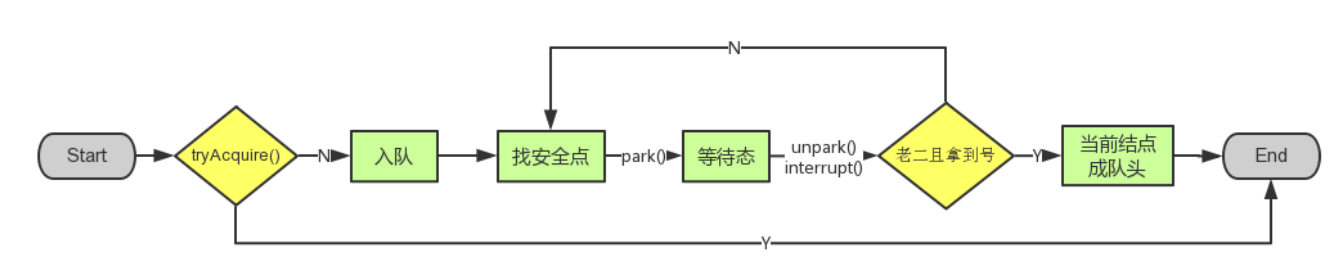 N
Start
tryAcquire()
N
入队
找安全点
park()
等待态
unpark()
interrupt()
老二且拿到号
Y
当前结点
成队头
End
Y